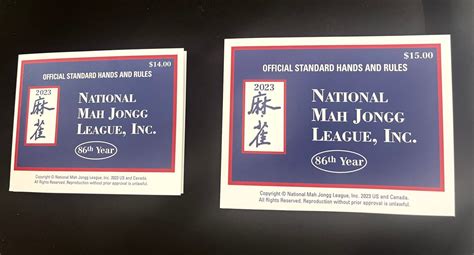 $14.00
OFFICIAL STANDARD HANDS AND RULES
2023
麻
雀
NATIONAL
MAH JONGG
LEAGUE, INC.
86th Year
Copyright © National Mah Jongg League, Inc. 2023 US and Canada.
All Rights Reserved. Reproduction without prior approval is unlawful.
$15.00
OFFICIAL STANDARD HANDS AND RULES
2023
麻
雀
NATIONAL
MAH JONGG
LEAGUE, INC.
86th Year
Copyright © National Mah Jongg League, Inc. 2023 US and Canada.
All Rights Reserved. Reproduction without prior approval is unlawful.